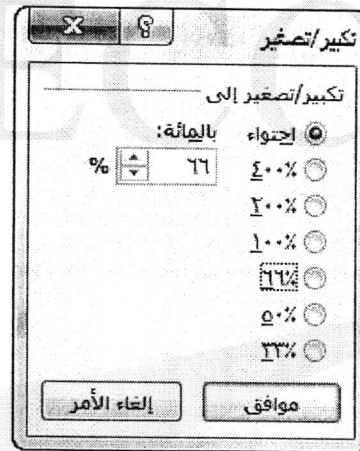 تكبير/تصغير
تكبير/تصغير إلى
احتواء
بالمائة:
٤٠٠%
٦٦ %
٢٠٠%
١٠٠%
٦٦%
٥٠%
٣٣%
موافق
إلغاء الأمر